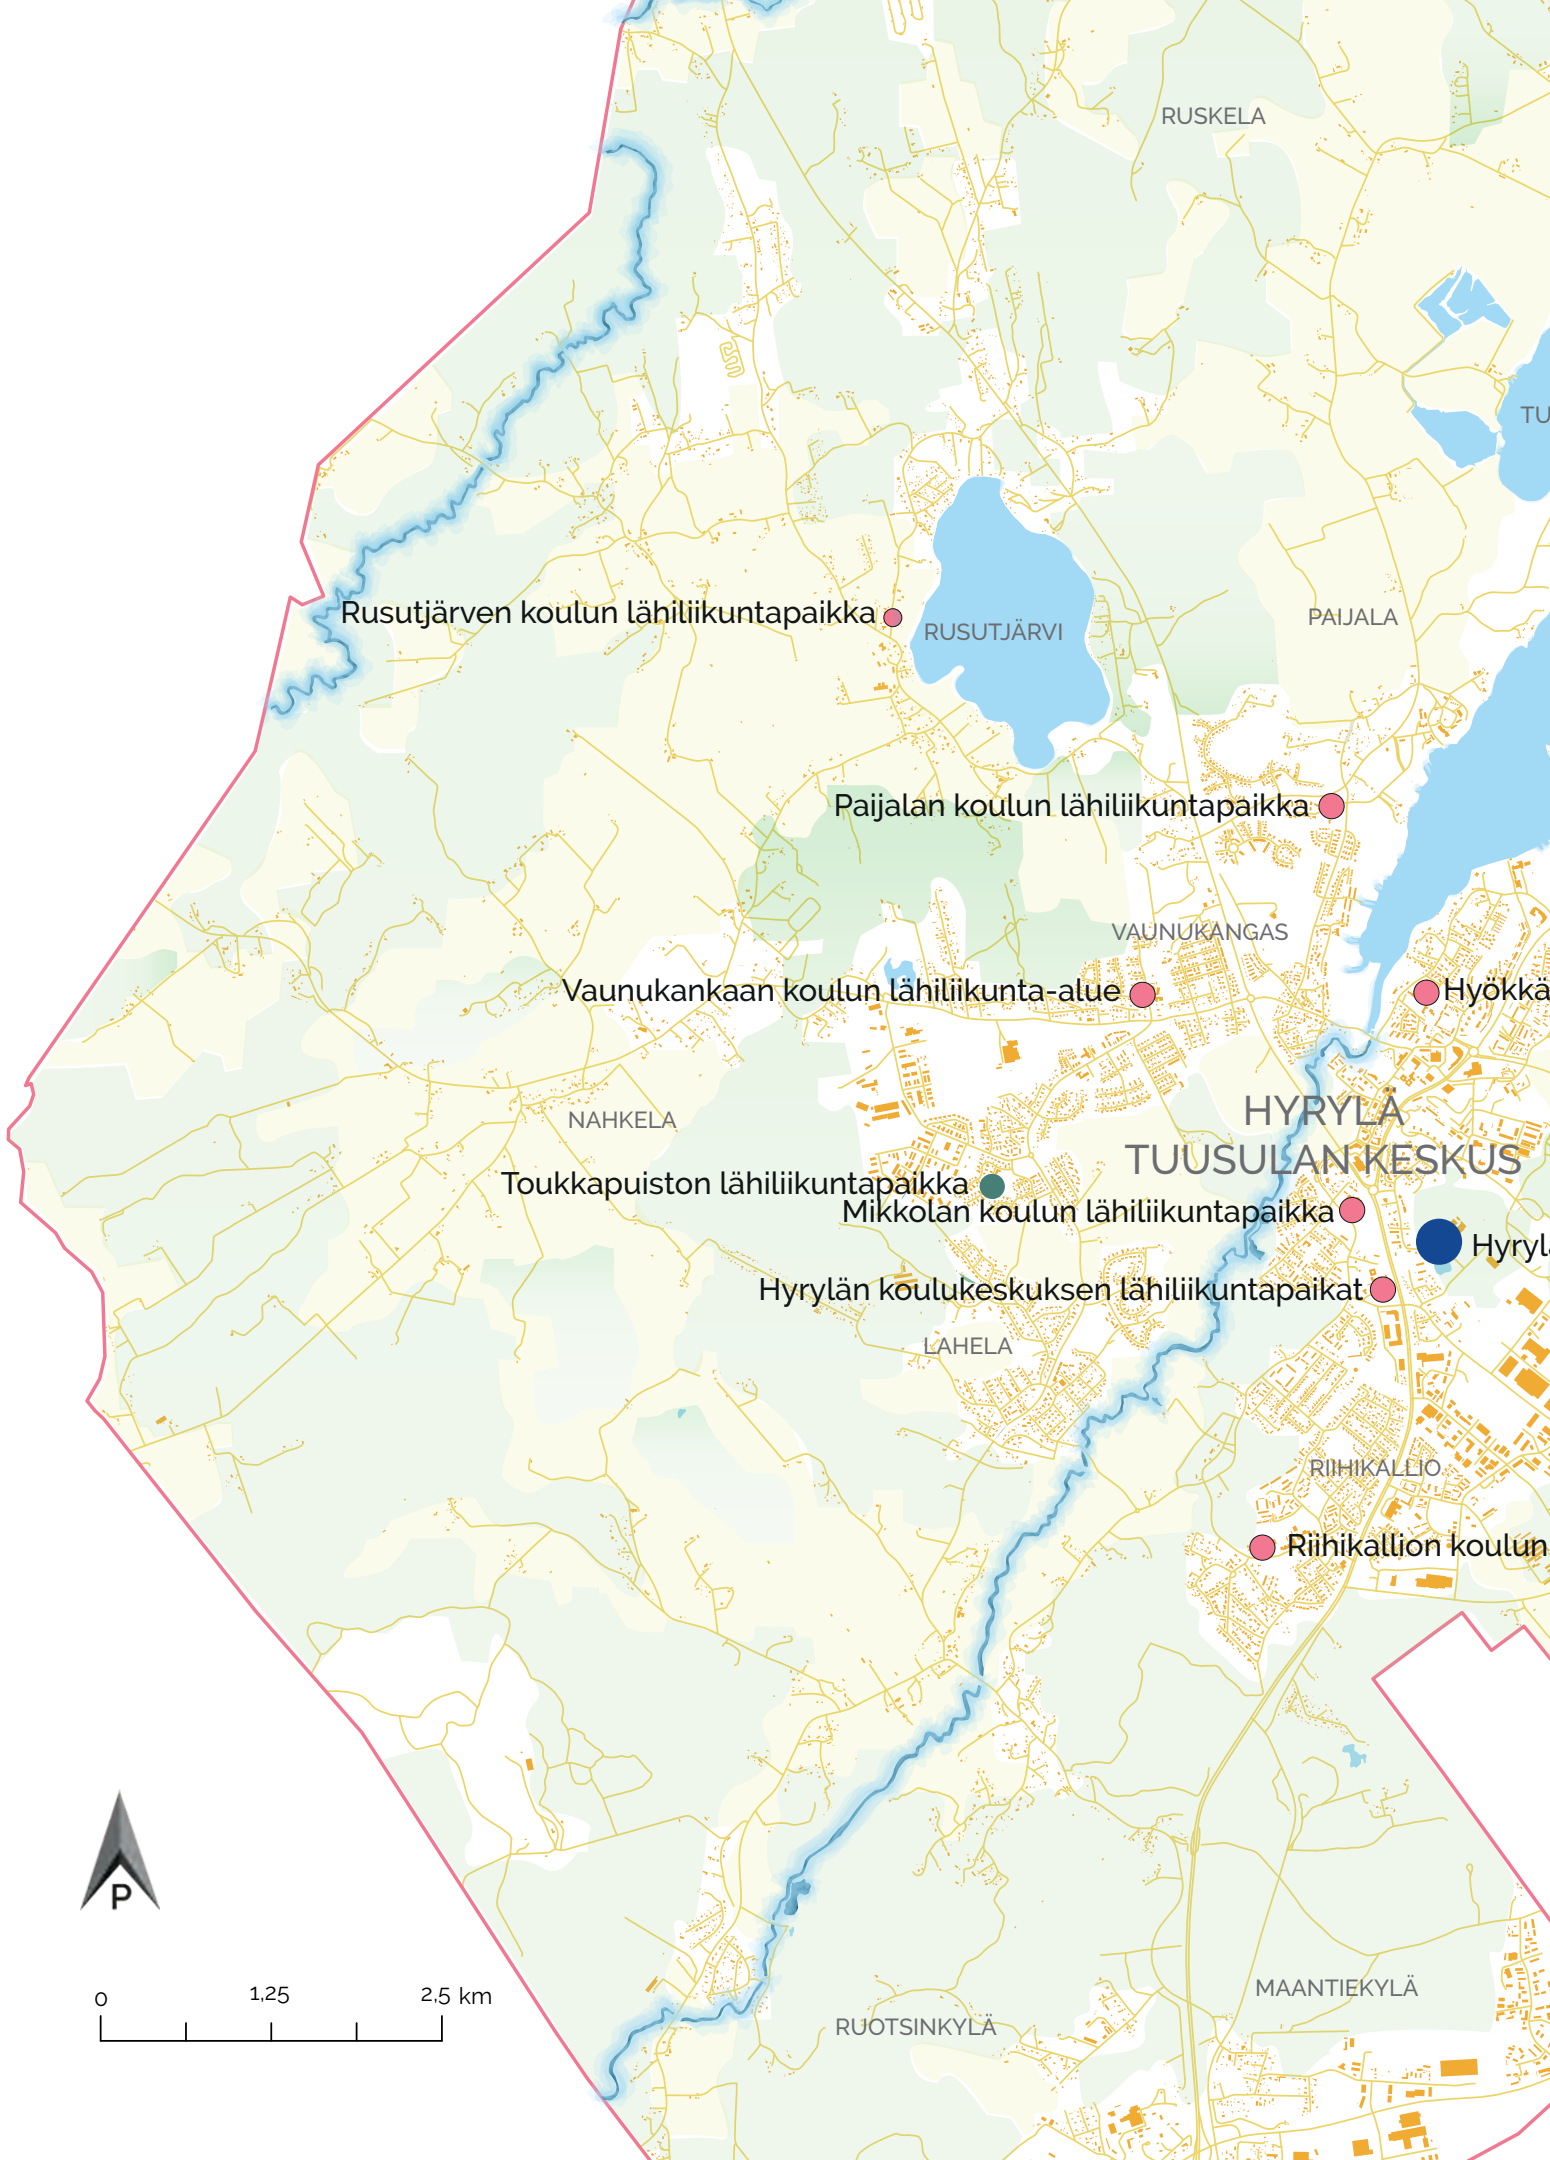 RUSKELA
TU
Rusutjärven koulun lähiliikuntapaikka
RUSUTJÄRVI
PAIJALA
Paijalan koulun lähiliikuntapaikka
VAUNUKANGAS
Vaunukankaan koulun lähiliikunta-alue
Hyökkä
HYRYLÄ
TUUSULAN KESKUS
NAHKELA
Toukkapuiston lähiliikuntapaikka
Mikkolan koulun lähiliikuntapaikka
Hyryl
Hyrylän koulukeskuksen lähiliikuntapaikat
LAHELA
RIIHIKALLIO
Riihikallion koulun
P
0 1,25 2,5 km
MAANTIEKYLÄ
RUOTSINKYLÄ